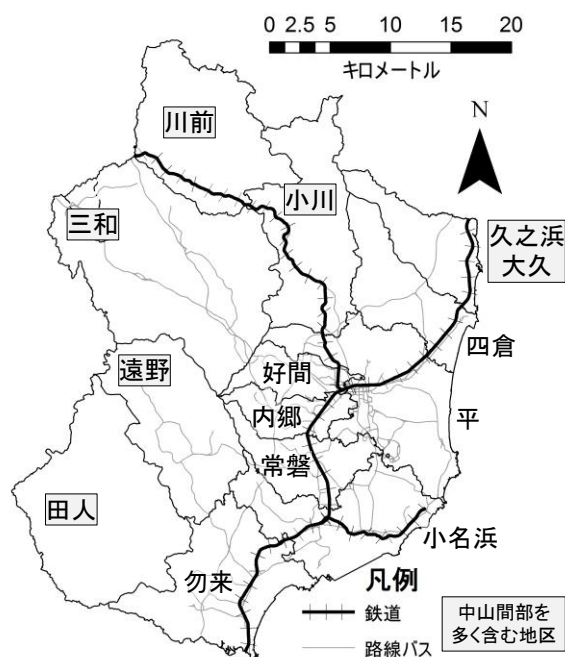 0 2.5 5 10 15 20
キロメートル
N
川前
小川
三和
久之浜
大久
四倉
遠野
好間
平
内郷
常磐
田人
小名浜
勿来
凡例
鉄道
路線バス
中山間部を
多く含む地区